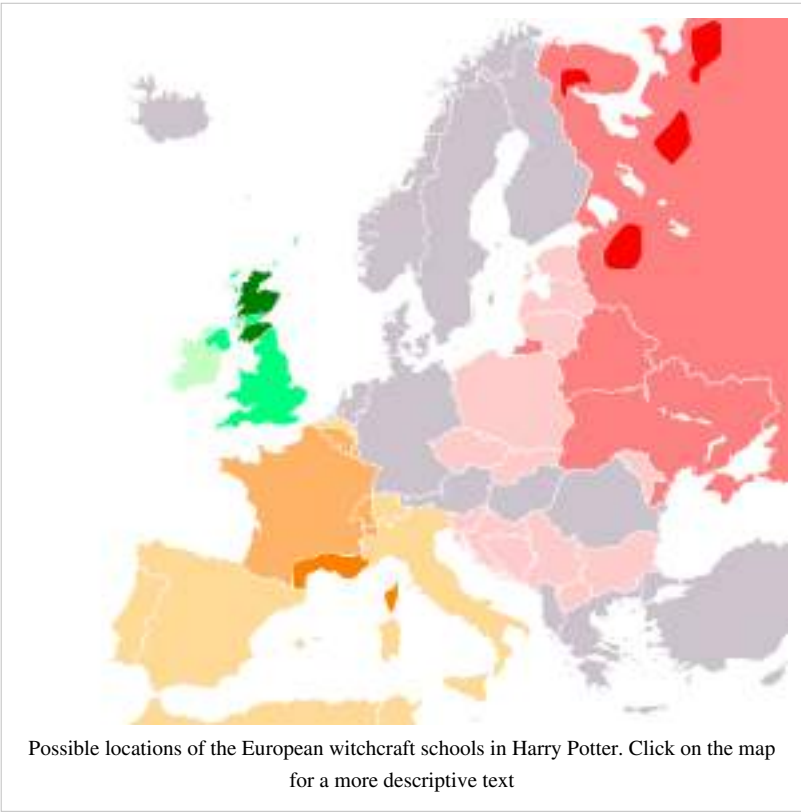 Possible locations of the European witchcraft schools in Harry Potter. Click on the map
for a more descriptive text